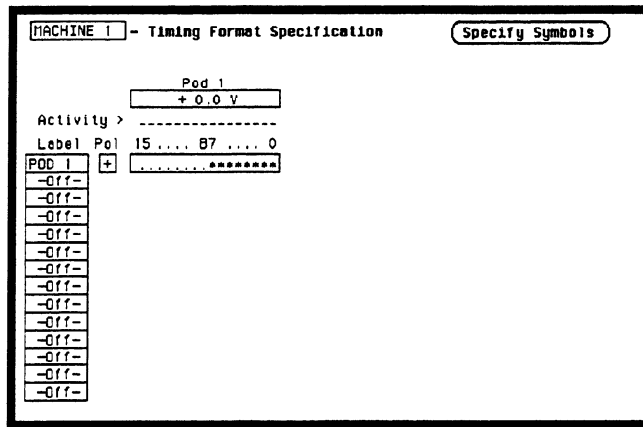 MACHINE 1 - Timing Format Specification Specify Symbols
Pod 1
+ 0.0 V
Activity > ----------------
Label Pol 15 .... 87 .... 0
POD 1 + ........********
-Off-
-Off-
-Off-
-Off-
-Off-
-Off-
-Off-
-Off-
-Off-
-Off-
-Off-
-Off-
-Off-